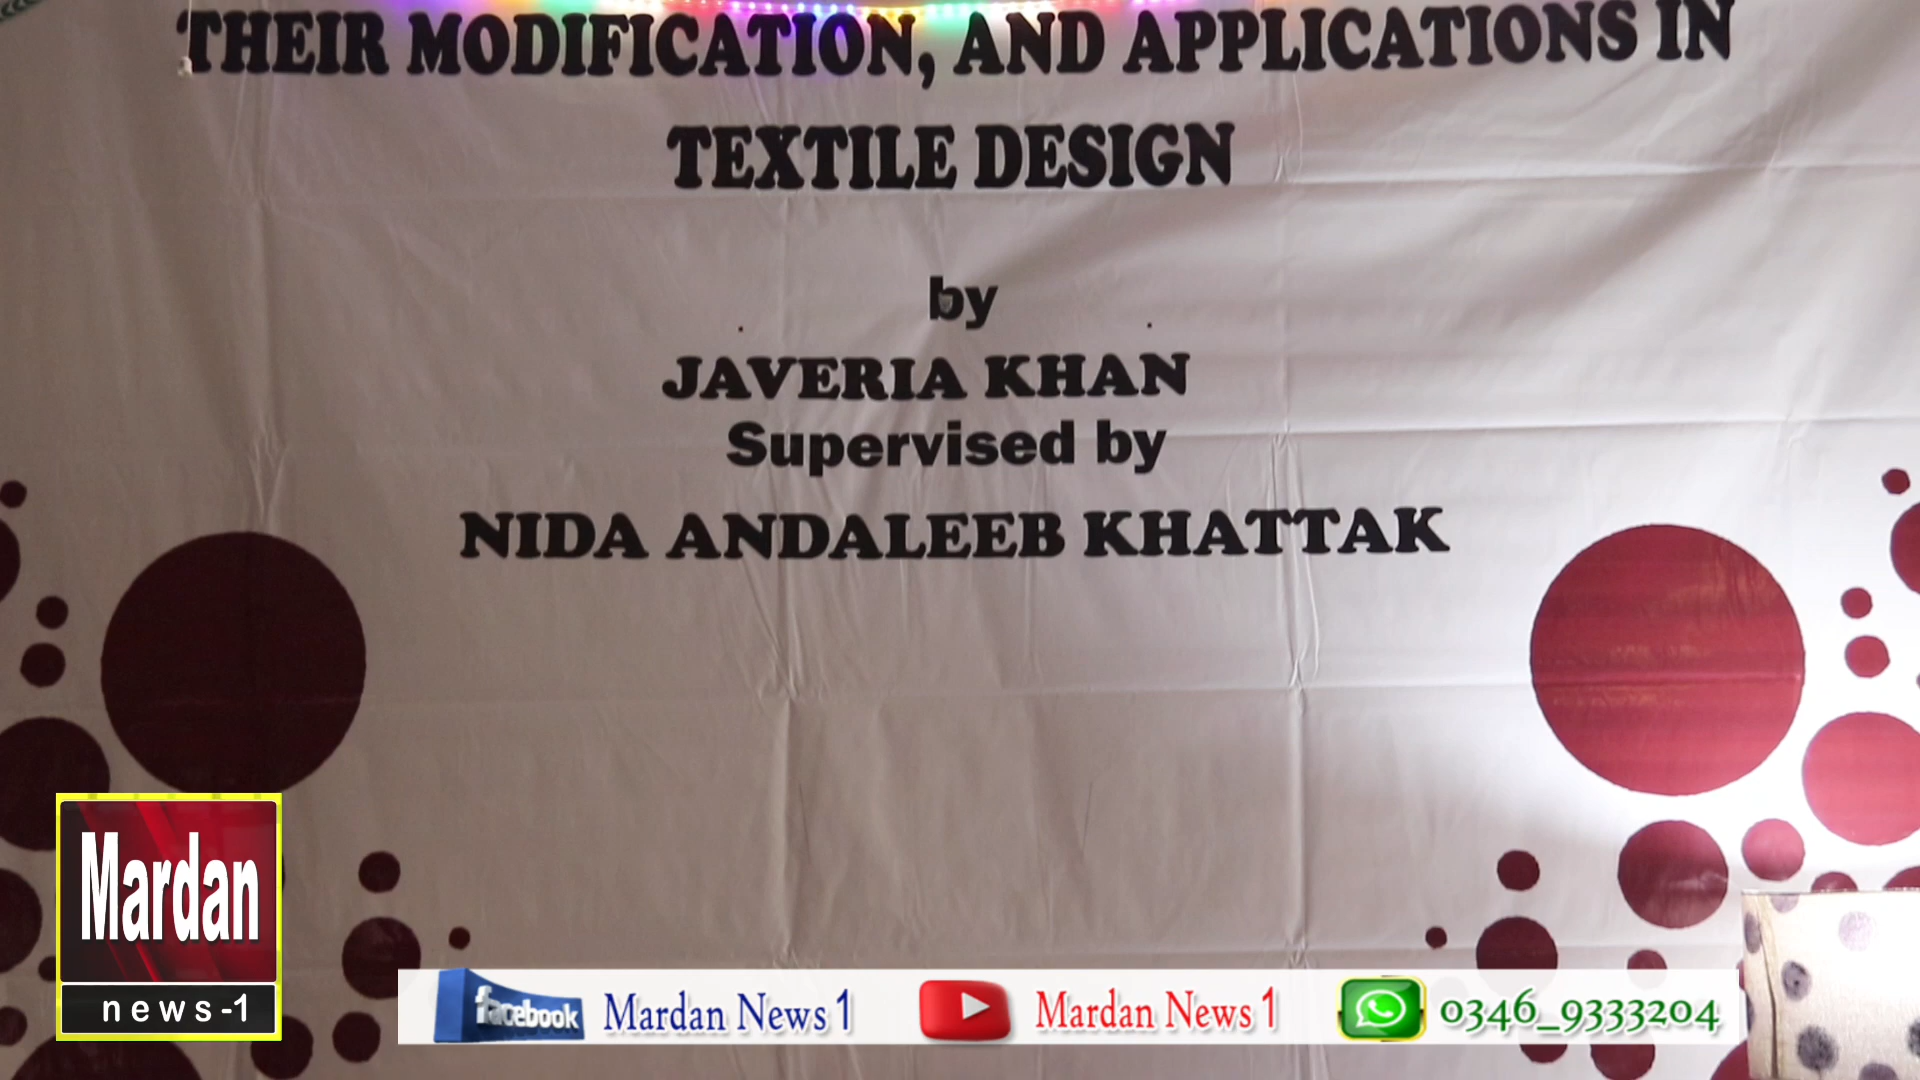 THEIR MODIFICATION, AND APPLICATIONS IN
TEXTILE DESIGN
by
JAVERIA KHAN
Supervised by
NIDA ANDALEEB KHATTAK
Mardan
news-1
facebook Mardan News 1 Mardan News 1 0346_9333204